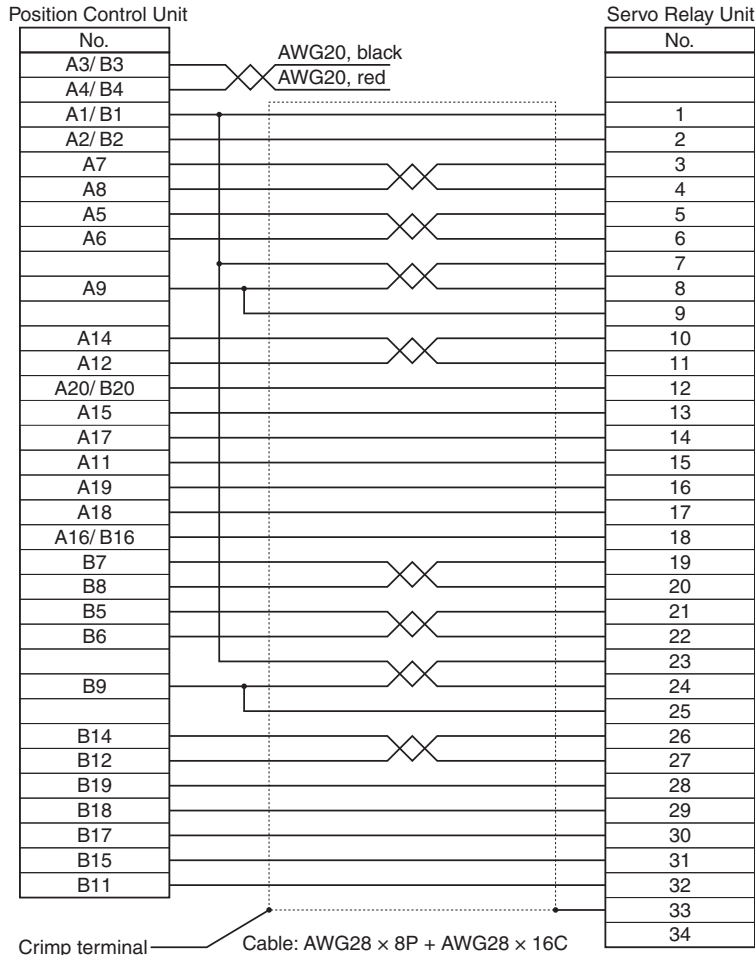 Position Control Unit Servo Relay Unit
No. No.
A3/B3 AWG20, black
A4/B4 AWG20, red
A1/B1 1
A2/B2 2
A7 3
A8 4
A5 5
A6 6
7
A9 8
9
A14 10
A12 11
A20/B20 12
A15 13
A17 14
A11 15
A19 16
A18 17
A16/B16 18
B7 19
B8 20
B5 21
B6 22
23
B9 24
25
B14 26
B12 27
B19 28
B18 29
B17 30
B15 31
B11 32
33
34
Crimp terminal Cable: AWG28 × 8P + AWG28 × 16C